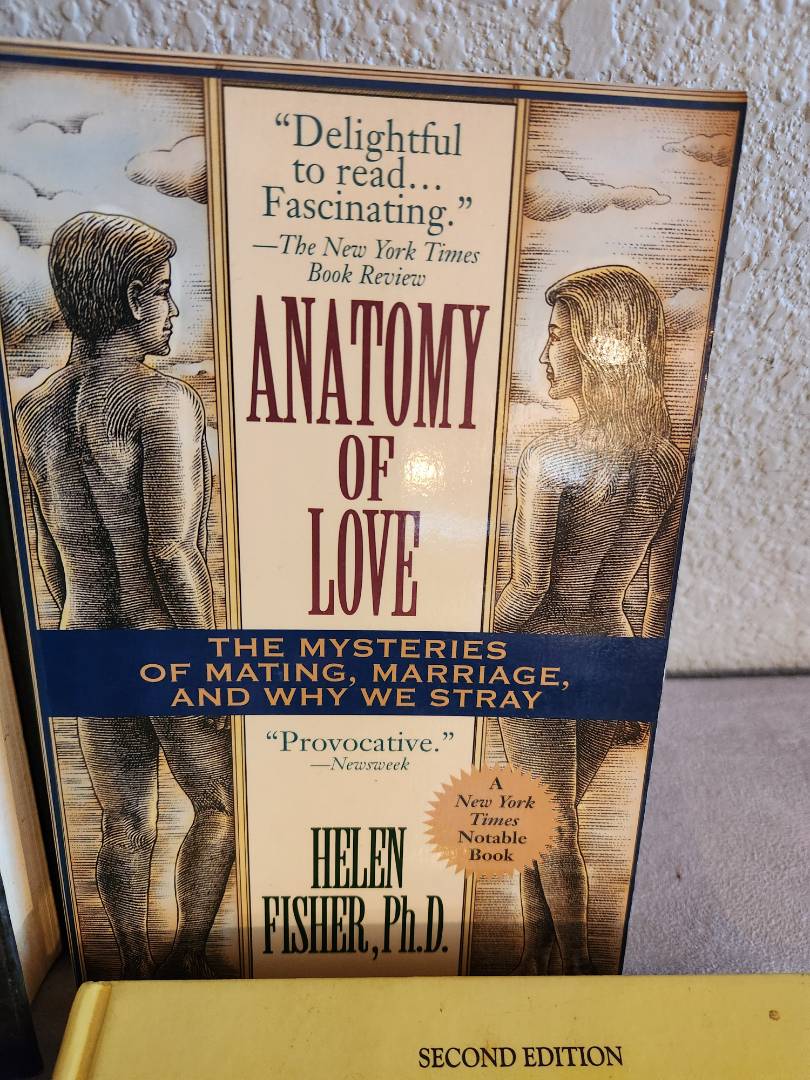 “Delightful
to read...
Fascinating.”
—The New York Times
Book Review
ANATOMY
OF
LOVE
THE MYSTERIES
OF MATING, MARRIAGE,
AND WHY WE STRAY
“Provocative.”
—Newsweek
A
New York
Times
Notable
Book
HELEN
FISHER, Ph.D.
SECOND EDITION